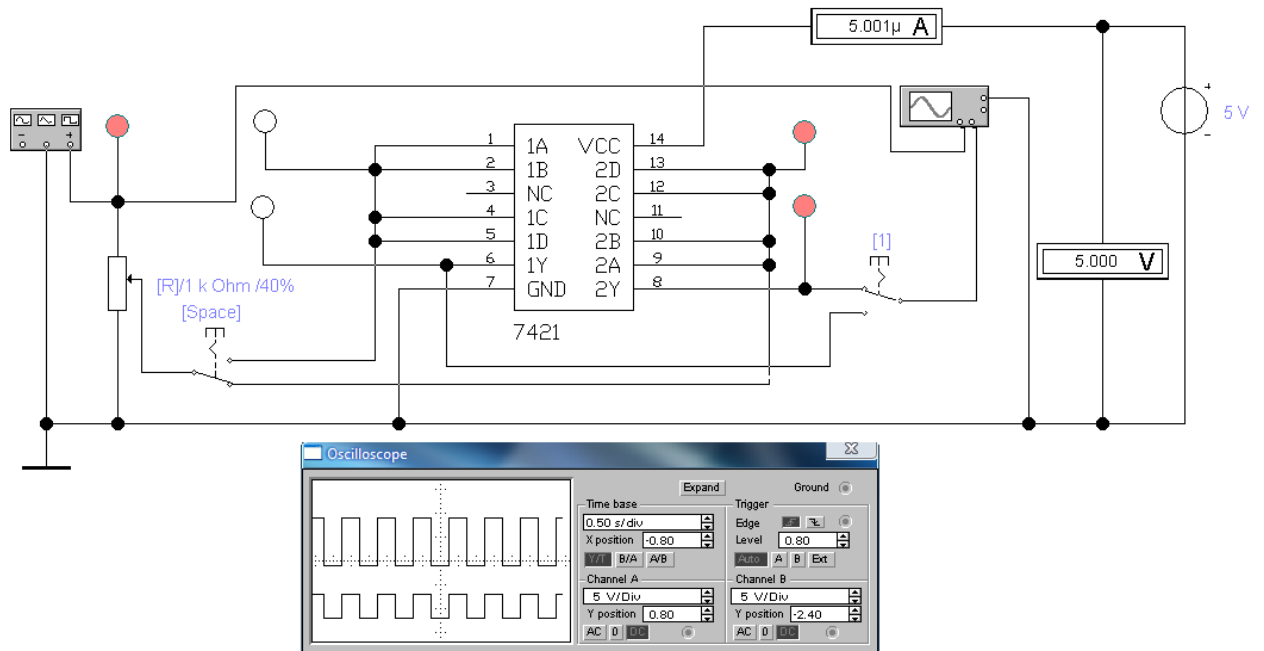 5.001µ A
5 V
1 1A VCC 14
2 1B 2D 13
3 NC 2C 12
4 1C NC 11
5 1D 2B 10
6 1Y 2A 9
7 GND 2Y 8
7421
[1]
5.000 V
[R]/1 k Ohm /40%
[Space]
Oscilloscope
Expand Ground
Time base Trigger
0.50 s/div Edge
X position -0.80 Level 0.80
Y/T B/A A/B Auto A B Ext
Channel A Channel B
5 V/Div 5 V/Div
Y position 0.80 Y position -2.40
AC 0 DC AC 0 DC